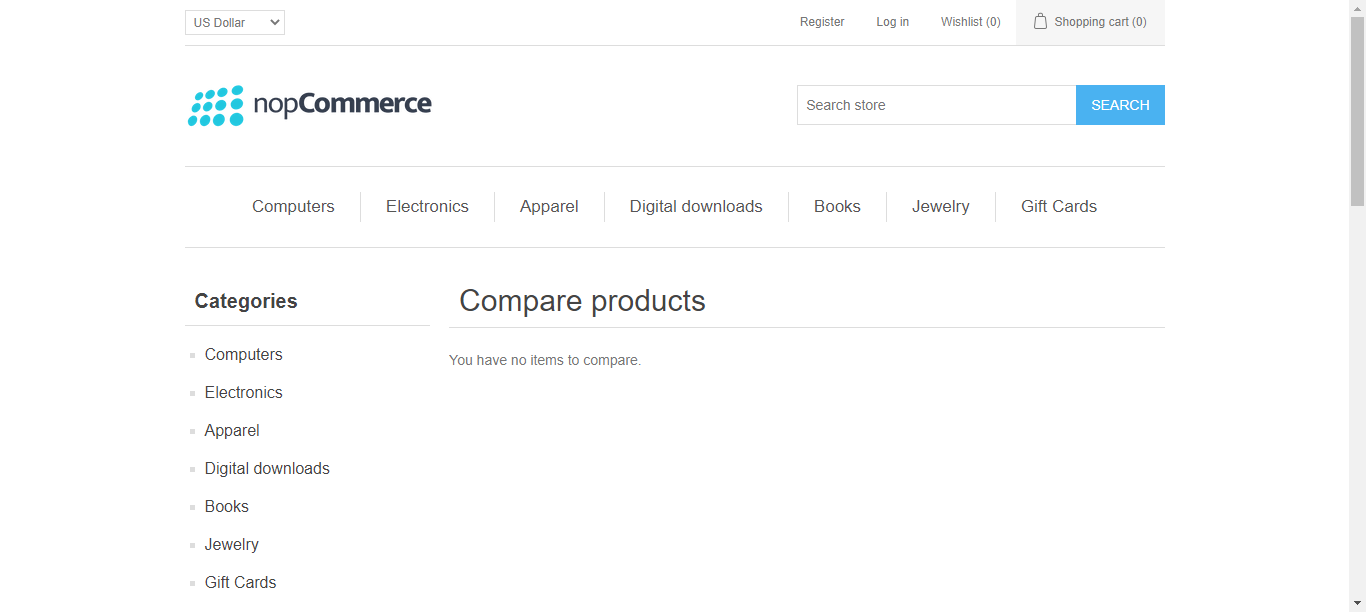 US Dollar
Register Log in Wishlist (0) Shopping cart (0)
nopCommerce
Search store SEARCH
Computers Electronics Apparel Digital downloads Books Jewelry Gift Cards
Categories
Computers
Electronics
Apparel
Digital downloads
Books
Jewelry
Gift Cards
Compare products
You have no items to compare.